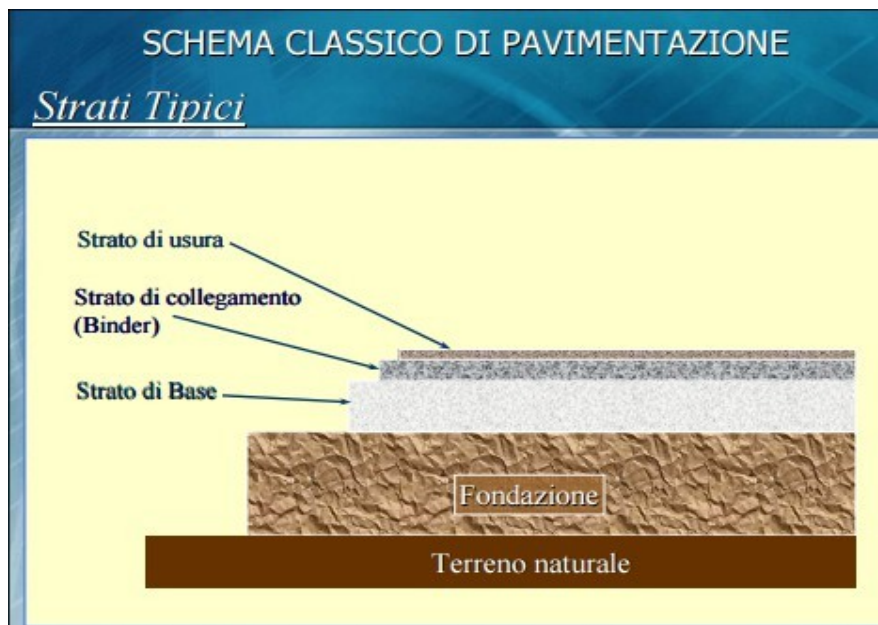 SCHEMA CLASSICO DI PAVIMENTAZIONE
Strati Tipici
Strato di usura
Strato di collegamento
(Binder)
Strato di Base
Fondazione
Terreno naturale